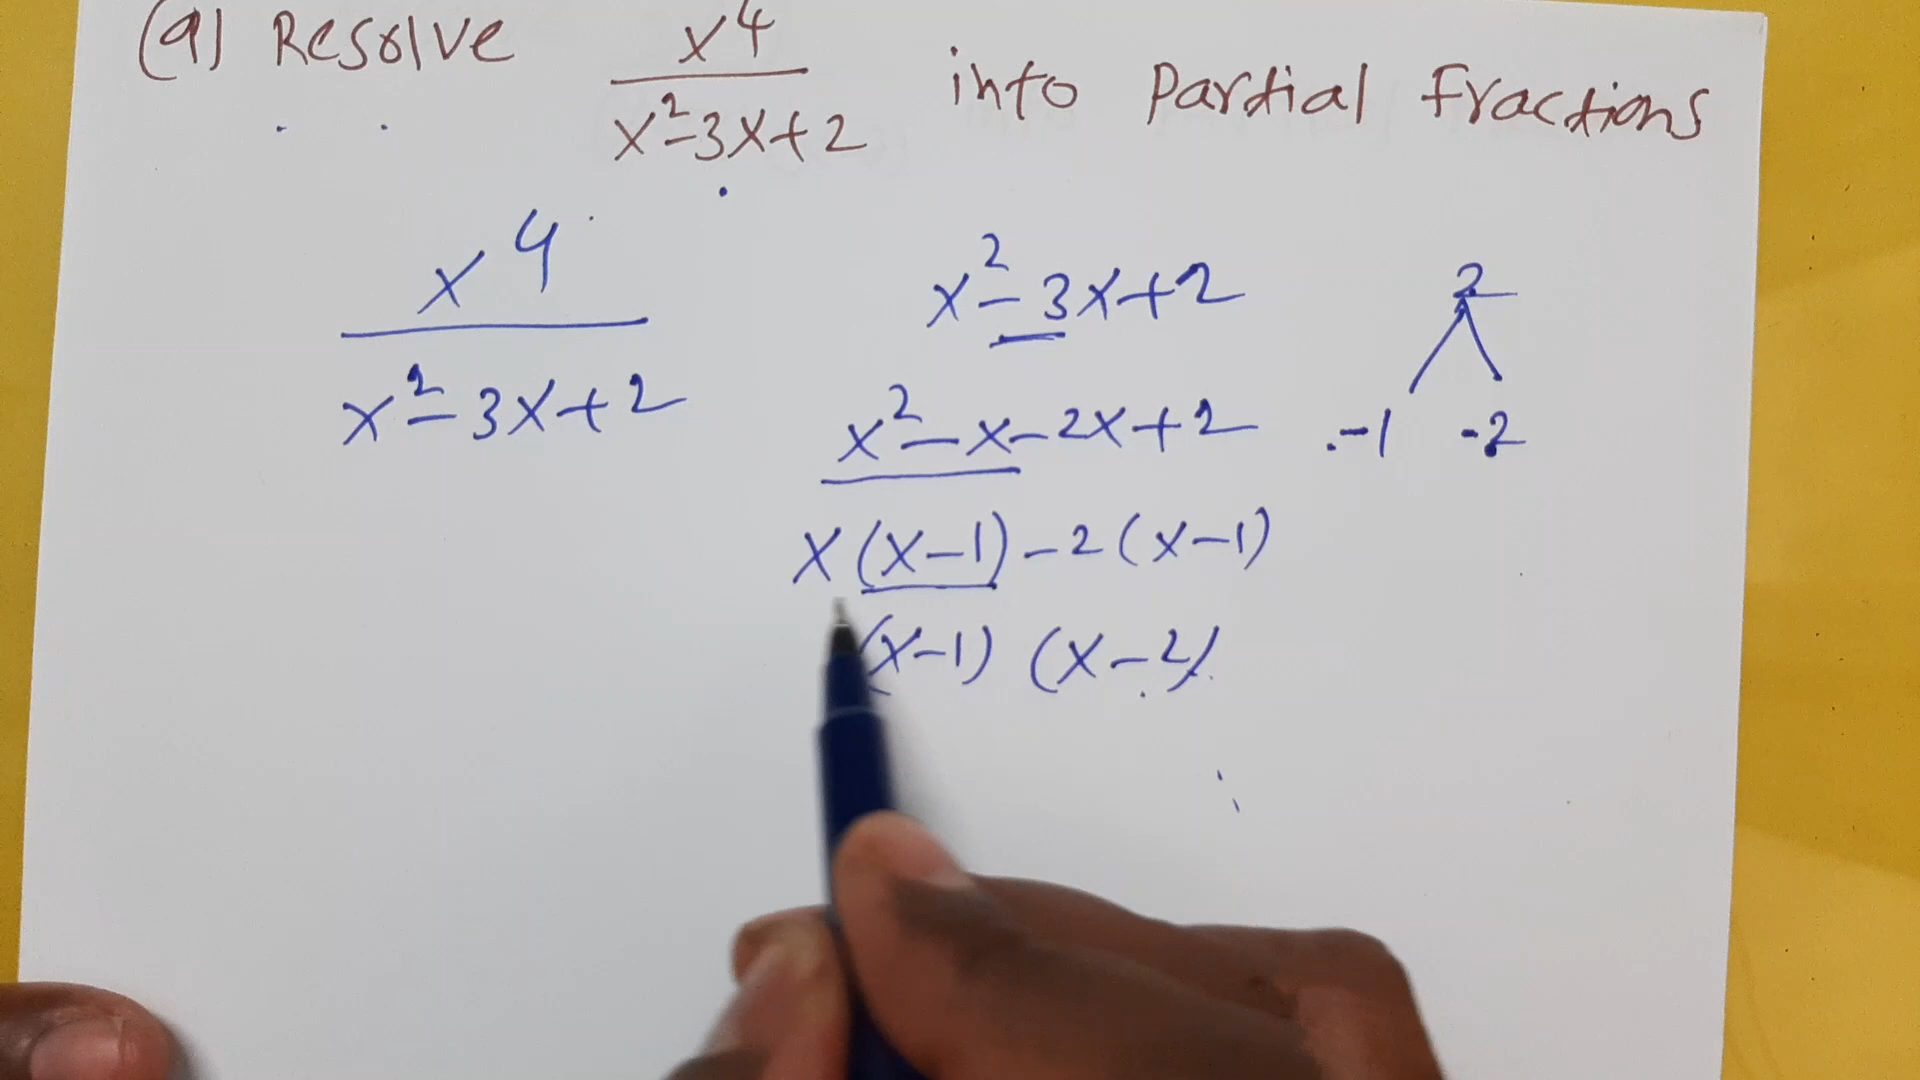 (a) Resolve x⁴/(x²-3x+2) into Partial Fractions
x⁴/(x²-3x+2)
x²-3x+2
x²-x-2x+2
x(x-1)-2(x-1)
(x-1) (x-2)
2
-1 -2